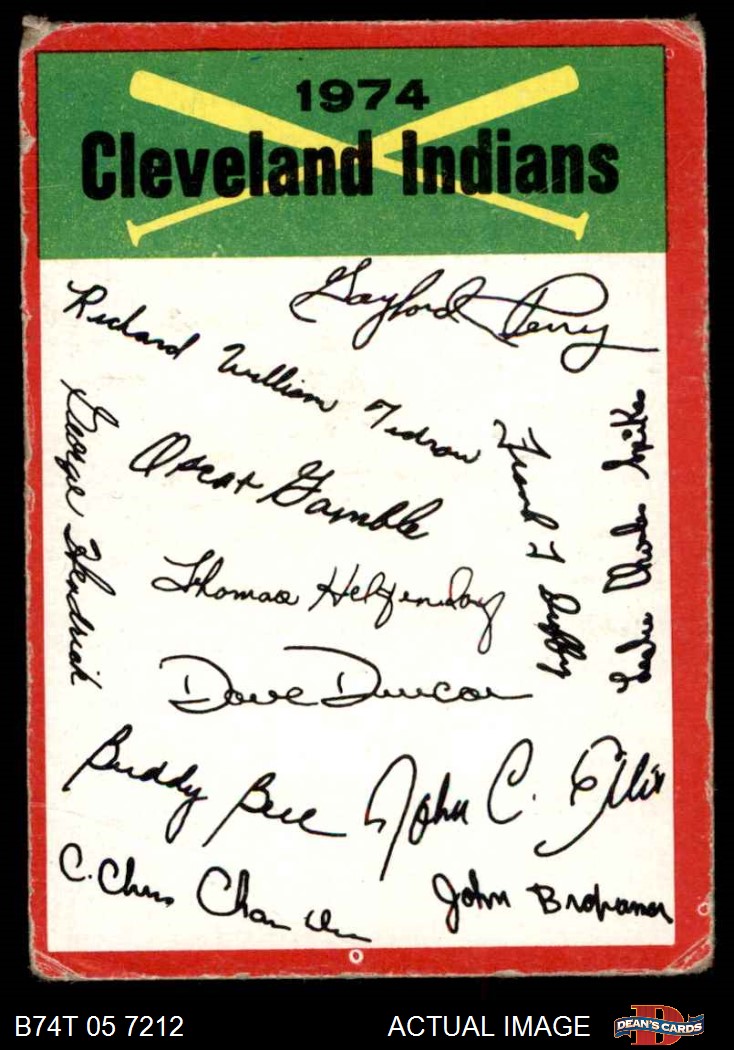 1974
Cleveland Indians
Gaylord Perry
Richard William Tidrow
George Hendrick
Oscar Gamble
Frank T Duffy
Leslie Charles Spikes
Thomas Hilgendorf
Dave Duncan
Buddy Bell
John C. Ellis
C. Chris Chambliss
John Brohamer
B74T 05 7212
ACTUAL IMAGE
D
DEAN'S CARDS